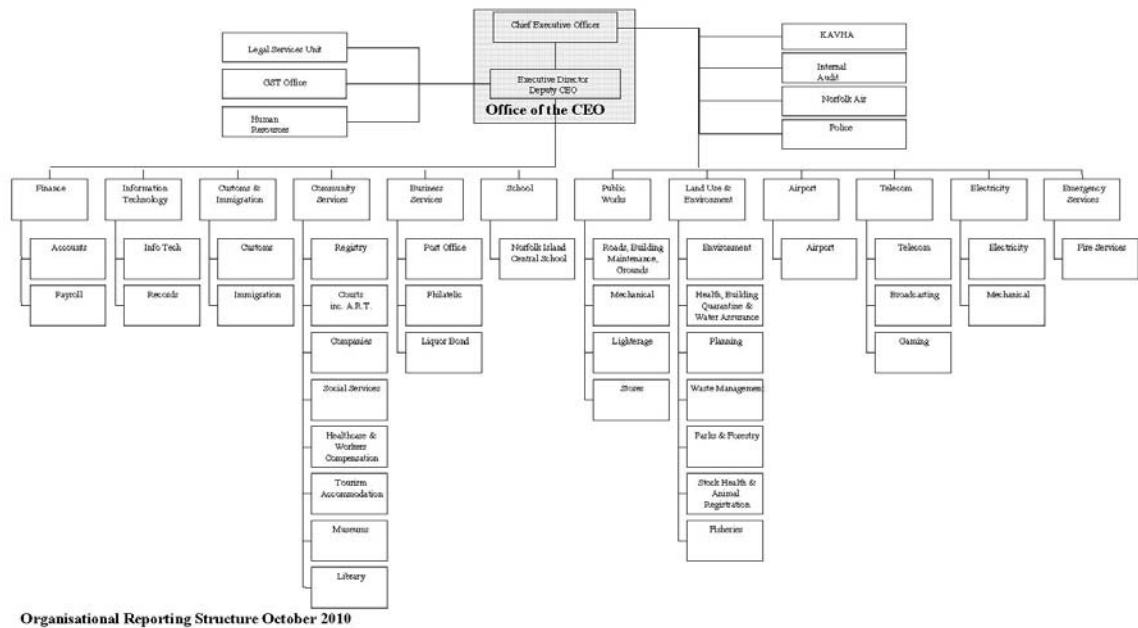 Chief Executive Officer
Legal Services Unit
KAVHA
GST Office
Executive Director
Deputy CEO
Internal
Audit
Office of the CEO
Norfolk Air
Human
Resources
Police
Finance
Information
Technology
Customs &
Immigration
Community
Services
Business
Services
School
Public
Works
Land Use &
Environment
Airport
Telecom
Electricity
Emergency
Services
Accounts
Info Tech
Customs
Registry
Post Office
Norfolk Island
Central School
Roads, Building
Maintenance,
Grounds
Environment
Airport
Telecom
Electricity
Fire Services
Payroll
Records
Immigration
Courts
inc. A.R.T.
Philatelic
Mechanical
Health, Building
Quarantine &
Water Assurance
Broadcasting
Mechanical
Companies
Liquor Bond
Lighterage
Planning
Gaming
Social Services
Stores
Waste Management
Healthcare &
Workers
Compensation
Parks & Forestry
Tourism
Accommodation
Stock Health &
Animal
Registration
Museums
Fisheries
Library
Organisational Reporting Structure October 2010